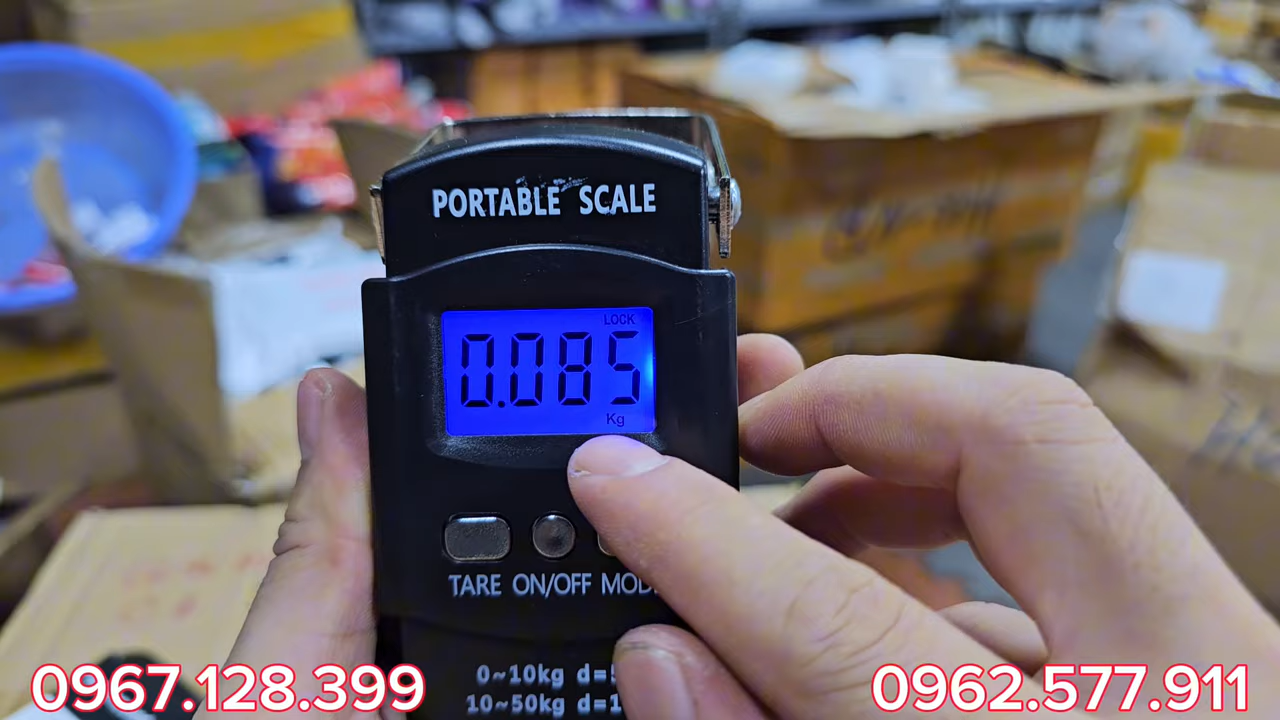 PORTABLE SCALE
LOCK
0.085
Kg
TARE ON/OFF
0~10kg
10~50kg
0967.128.399
0962.577.911